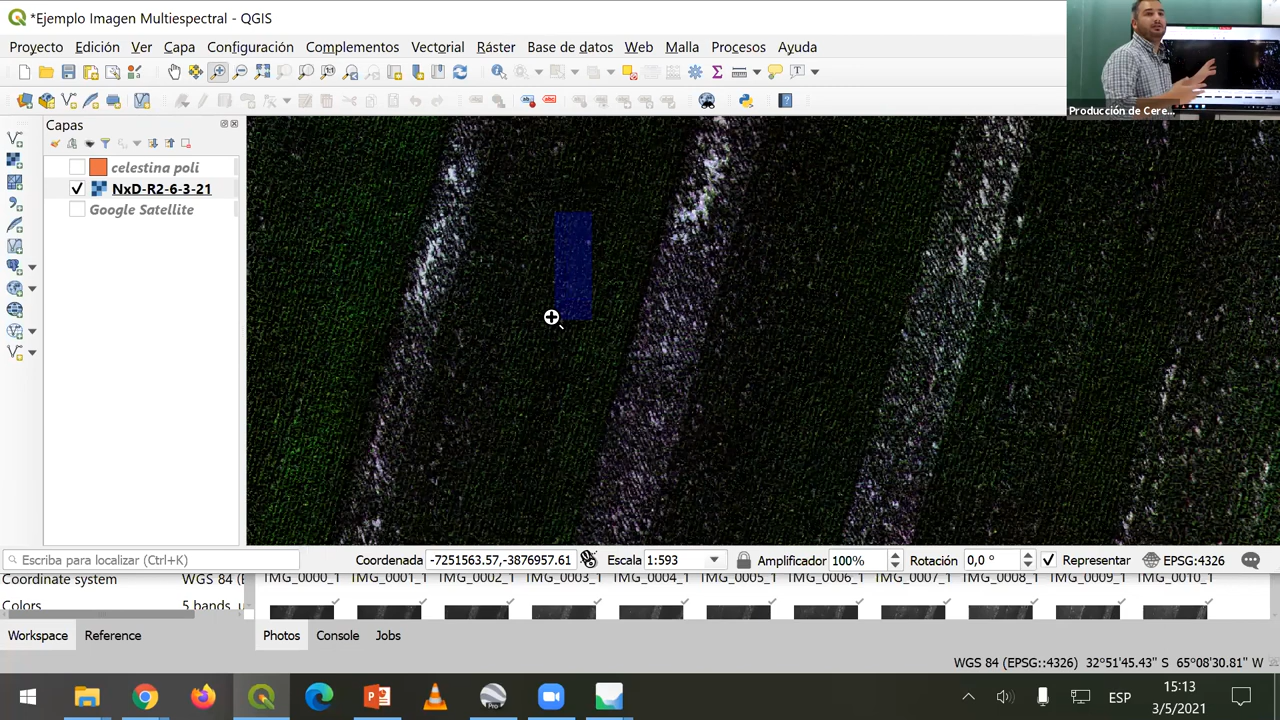 *Ejemplo Imagen Multiespectral - QGIS
Proyecto Edición Ver Capa Configuración Complementos Vectorial Ráster Base de datos Web Malla Procesos Ayuda
Producción de Cere...
Capas
celestina poli
NxD-R2-6-3-21
Google Satellite
Escriba para localizar (Ctrl+K) Coordenada -7251563.57,-3876957.61 Escala 1:593 Amplificador 100% Rotación 0,0 ° Representar EPSG:4326
Coordinate system WGS 84 (E IMG_0000_1 IMG_0001_1 IMG_0002_1 IMG_0003_1 IMG_0004_1 IMG_0005_1 IMG_0006_1 IMG_0007_1 IMG_0008_1 IMG_0009_1 IMG_0010_1
Colors 5 bands,
Workspace Reference Photos Console Jobs
WGS 84 (EPSG::4326) 32°51'45.43" S 65°08'30.81" W
Pro
ESP
15:13
3/5/2021